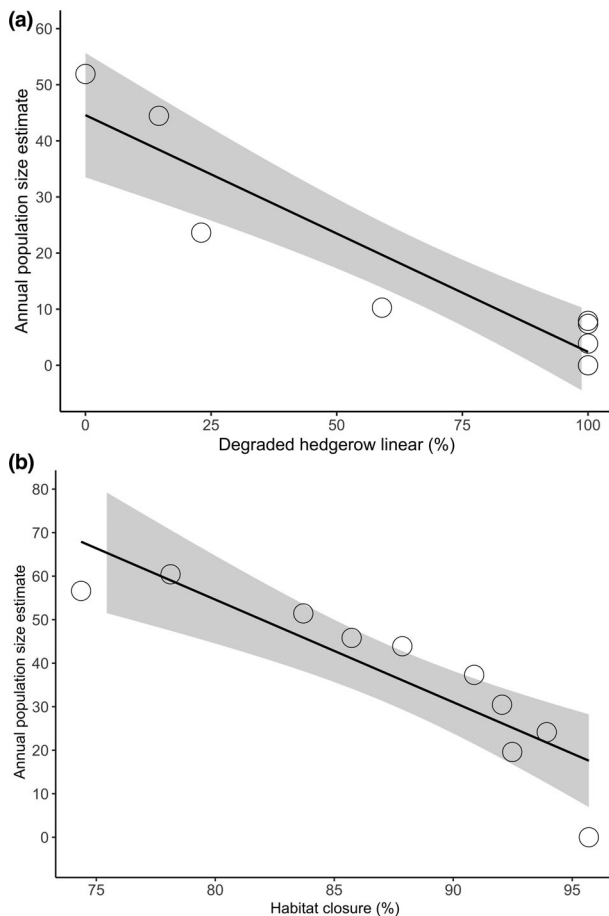 (a)
60
50
40
30
20
10
0
Annual population size estimate
0 25 50 75 100
Degraded hedgerow linear (%)
(b)
80
70
60
50
40
30
20
10
0
Annual population size estimate
75 80 85 90 95
Habitat closure (%)